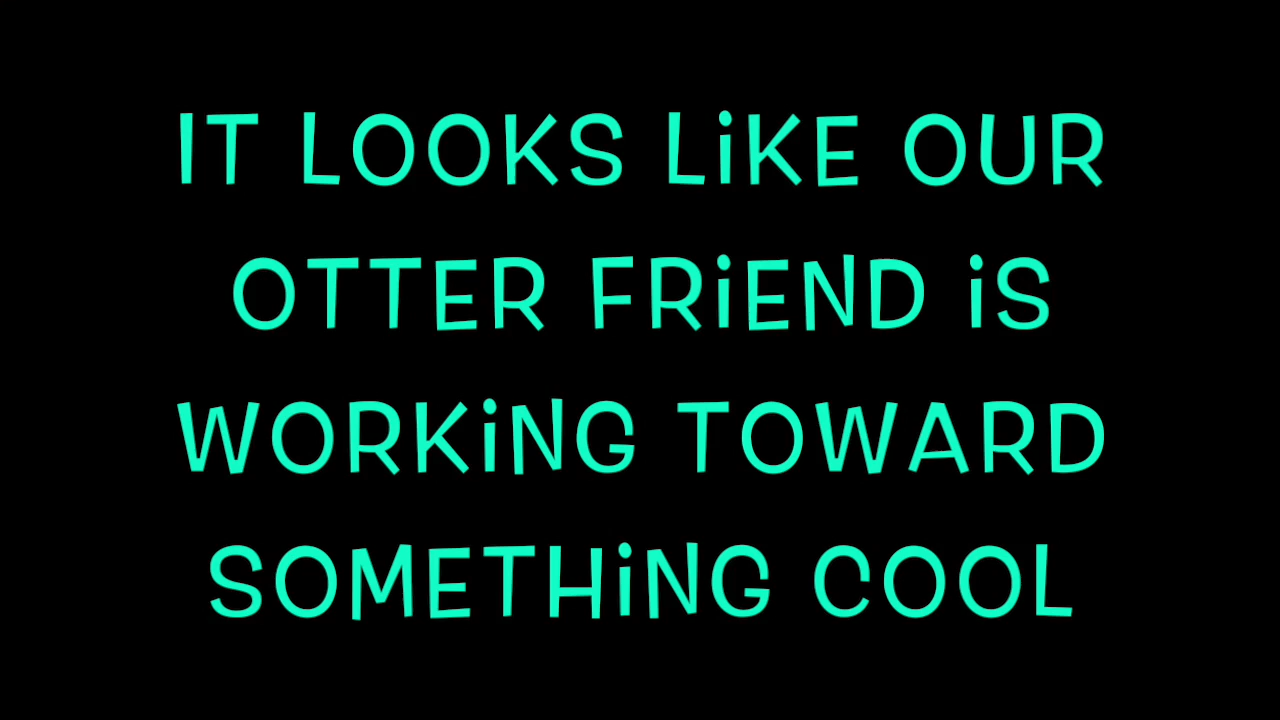 IT LOOKS LiKE OUR
OTTER FRiEND iS
WORKiNG TOWARD
SOMETHiNG COOL